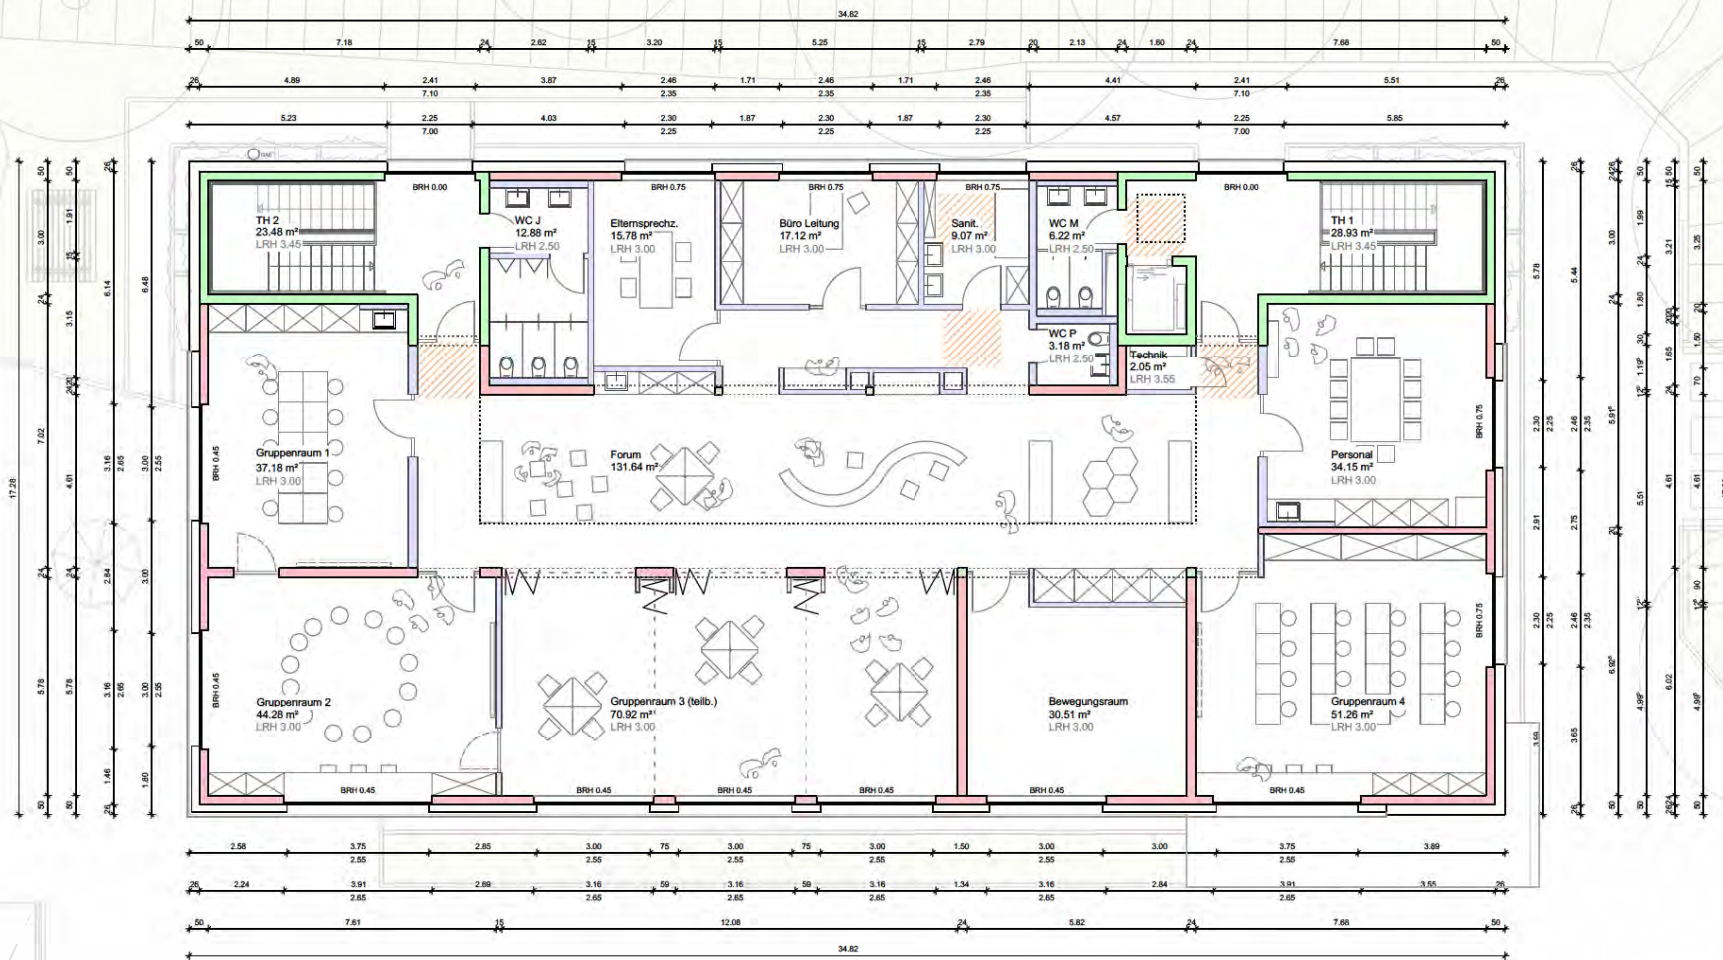 34.82
50 7.18 24 2.62 15 3.20 15 5.25 15 2.79 20 2.13 24 1.60 24 7.68 50
26 4.89 2.41 3.87 2.46 1.71 2.46 1.71 2.46 4.41 2.41 5.51 26
7.10 2.35 2.35 2.35 7.10
5.23 2.25 4.03 2.30 1.87 2.30 1.87 2.30 4.57 2.25 5.85
7.00 2.25 2.25 2.25 7.00
BRH 0.00
BRH 0.75
BRH 0.75
BRH 0.75
BRH 0.00
TH 2
23.48 m²
LRH 3.45
WC J
12.88 m²
LRH 2.50
Elternsprechz.
15.78 m²
LRH 3.00
Büro Leitung
17.12 m²
LRH 3.00
Sanit.
9.07 m²
LRH 3.00
WC M
6.22 m²
LRH 2.50
TH 1
28.93 m²
LRH 3.45
WC P
3.18 m²
LRH 2.50
Technik
2.05 m²
LRH 3.55
Gruppenraum 1
37.18 m²
LRH 3.00
Forum
131.64 m²
Personal
34.15 m²
LRH 3.00
BRH 0.45
BRH 0.75
Gruppenraum 2
44.28 m²
LRH 3.00
Gruppenraum 3 (teilb.)
70.92 m²
LRH 3.00
Bewegungsraum
30.51 m²
LRH 3.00
Gruppenraum 4
51.26 m²
LRH 3.00
BRH 0.45
BRH 0.75
BRH 0.45
BRH 0.45
BRH 0.45
BRH 0.45
BRH 0.45
BRH 0.45
17.28
50 3.00 24 7.02 24 5.78 50
50 1.91 15 3.15 4.61 24 5.78 50
26 6.14 3.16 2.84 3.16 1.46 26
2.65 2.65
6.48 3.00 3.00 3.00 1.80
2.55 2.55
5.78 2.30 2.91 2.30
2.25 2.25
26 5.44 2.46 2.75 2.46 3.65 26
2.35 2.35
2.58 3.75 2.85 3.00 75 3.00 75 3.00 1.50 3.00 3.00 3.75 3.89
2.55 2.55 2.55 2.55 2.55 2.55
26 2.24 3.91 2.69 3.16 59 3.16 59 3.16 1.34 3.16 2.84 3.91 3.55 26
2.65 2.65 2.65 2.65 2.65 2.65
50 7.61 15 12.08 24 5.82 24 7.68 50
34.82